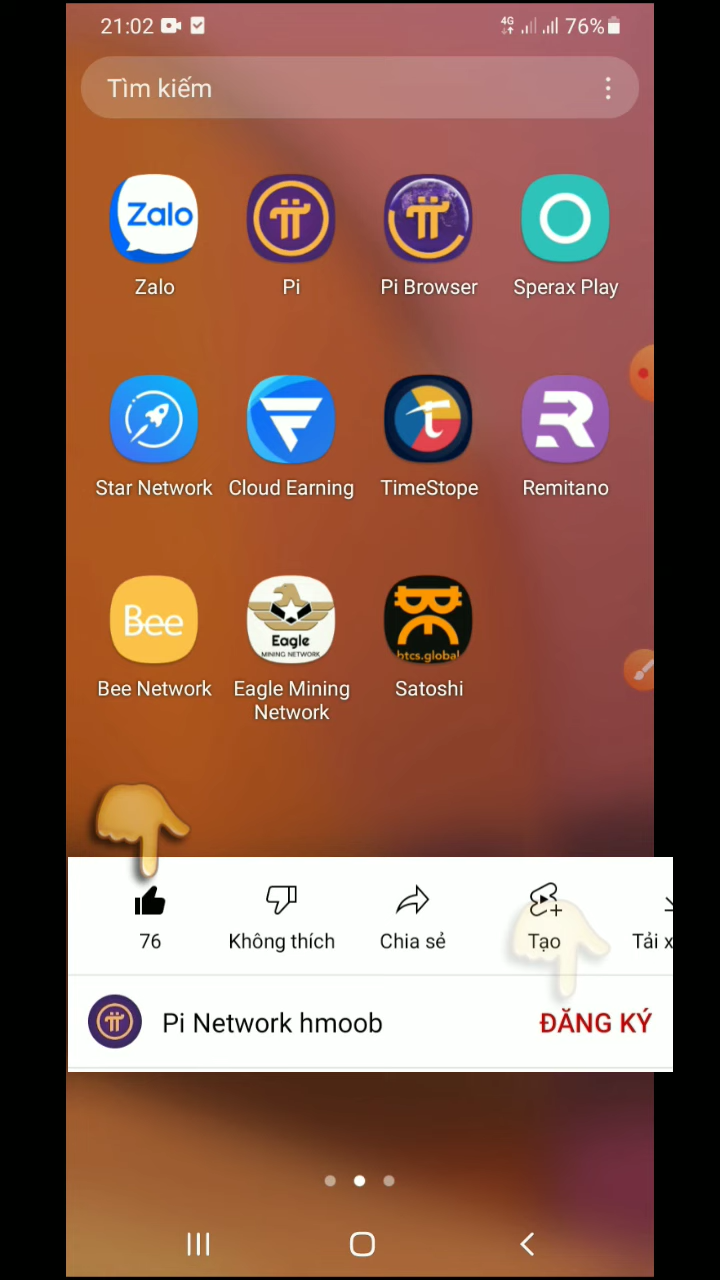 21:02
4G
76%
Tìm kiếm
Zalo
Zalo
Pi
Pi Browser
Sperax Play
Star Network
Cloud Earning
TimeStope
Remitano
Bee
Eagle
MINING NETWORK
btcs.global
Bee Network
Eagle Mining
Network
Satoshi
76
Không thích
Chia sẻ
Tạo
Tải x
Pi Network hmoob
ĐĂNG KÝ